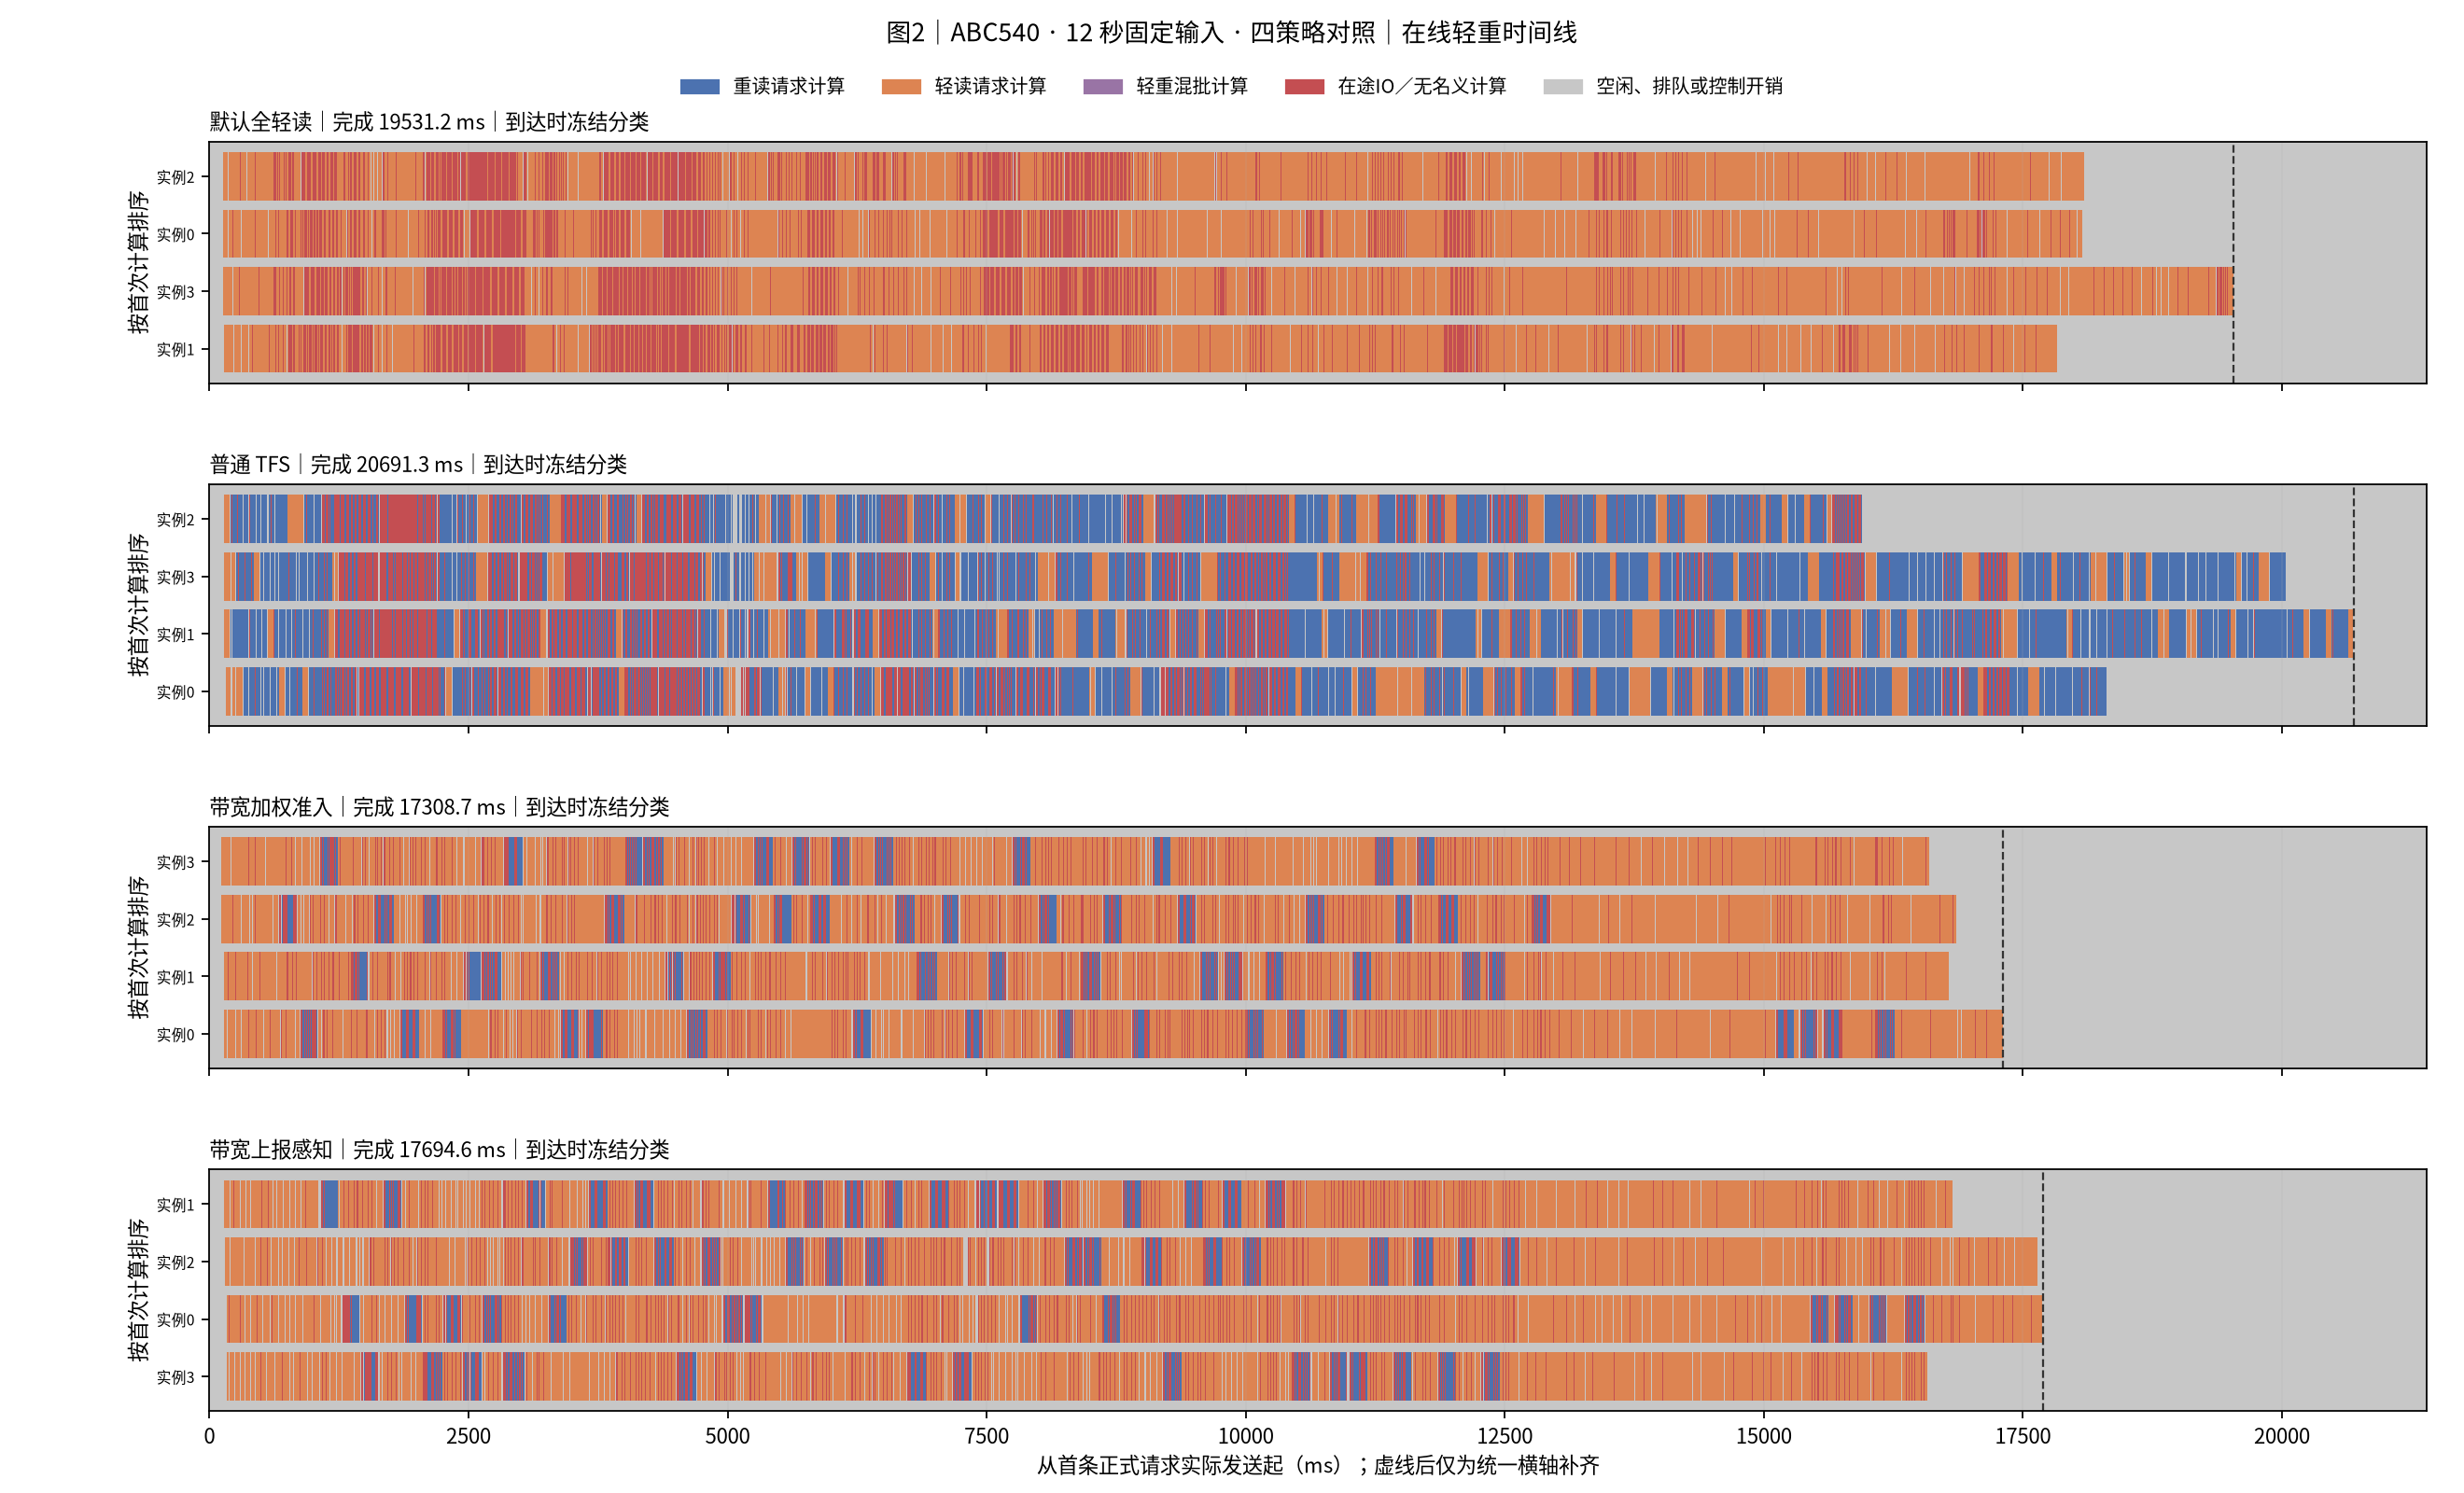 图2｜ABC540 · 12 秒固定输入 · 四策略对照｜在线轻重时间线
重读请求计算 轻读请求计算 轻重混批计算 在途IO／无名义计算 空闲、排队或控制开销
默认全轻读｜完成 19531.2 ms｜到达时冻结分类
按首次计算排序
实例2
实例0
实例3
实例1
普通 TFS｜完成 20691.3 ms｜到达时冻结分类
按首次计算排序
实例2
实例3
实例1
实例0
带宽加权准入｜完成 17308.7 ms｜到达时冻结分类
按首次计算排序
实例3
实例2
实例1
实例0
带宽上报感知｜完成 17694.6 ms｜到达时冻结分类
按首次计算排序
实例1
实例2
实例0
实例3
0 2500 5000 7500 10000 12500 15000 17500 20000
从首条正式请求实际发送起（ms）；虚线后仅为统一横轴补齐